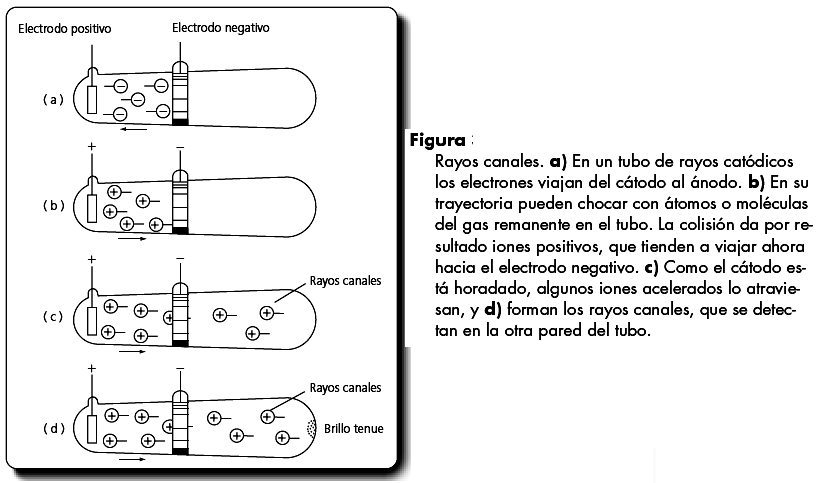 Electrodo positivo
Electrodo negativo
(a)
+
−
(b)
+
−
Rayos canales
(c)
+
−
Rayos canales
(d)
Brillo tenue
Figura :
Rayos canales. a) En un tubo de rayos catódicos
los electrones viajan del cátodo al ánodo. b) En su
trayectoria pueden chocar con átomos o moléculas
del gas remanente en el tubo. La colisión da por re-
sultado iones positivos, que tienden a viajar ahora
hacia el electrodo negativo. c) Como el cátodo es-
tá horadado, algunos iones acelerados lo atravie-
san, y d) forman los rayos canales, que se detec-
tan en la otra pared del tubo.